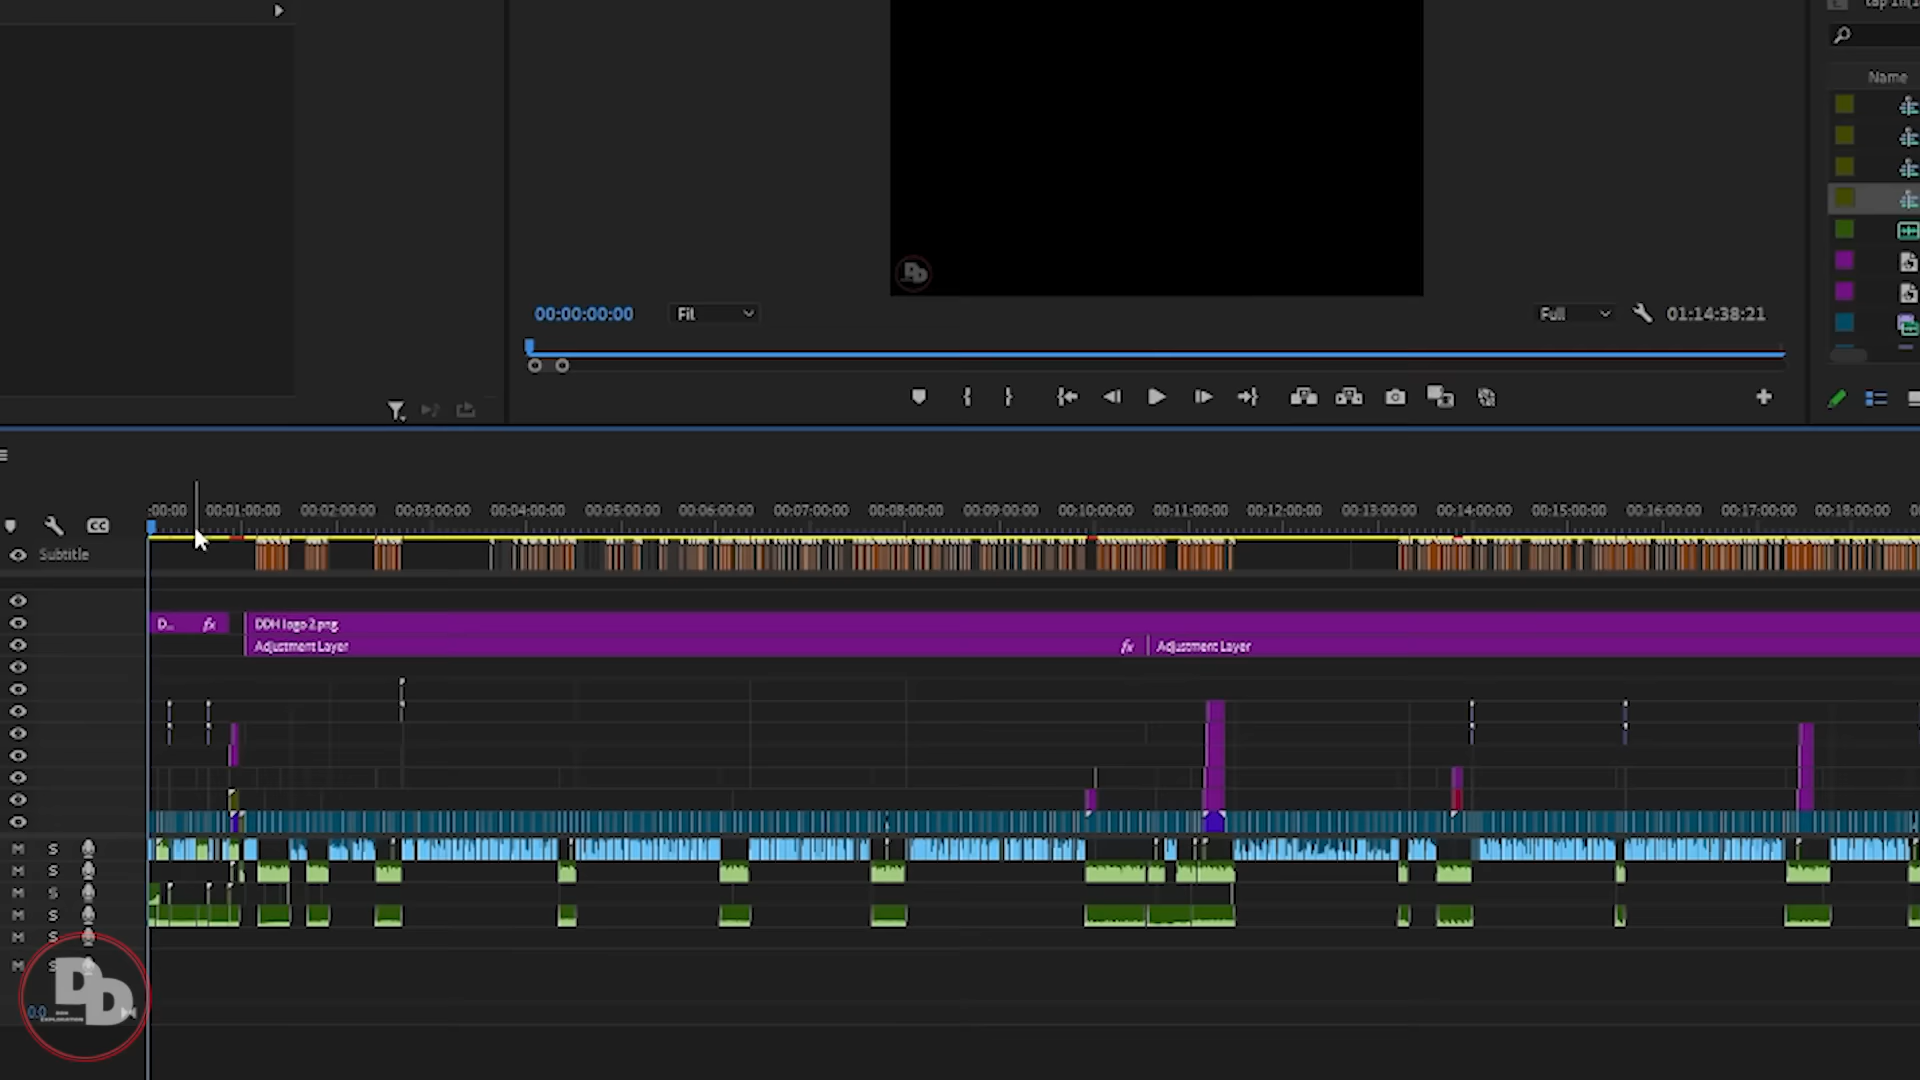 Name
00:00:00:00
Fit
Full
01:14:38:21
:00:00
00:01:00:00
00:02:00:00
00:03:00:00
00:04:00:00
00:05:00:00
00:06:00:00
00:07:00:00
00:08:00:00
00:09:00:00
00:10:00:00
00:11:00:00
00:12:00:00
00:13:00:00
00:14:00:00
00:15:00:00
00:16:00:00
00:17:00:00
00:18:00:00
CC
Subtitle
D... fx
DDH logo 2.png
Adjustment Layer fx
Adjustment Layer
M S
M S
M S
M S
M S
M S
DD
0.0